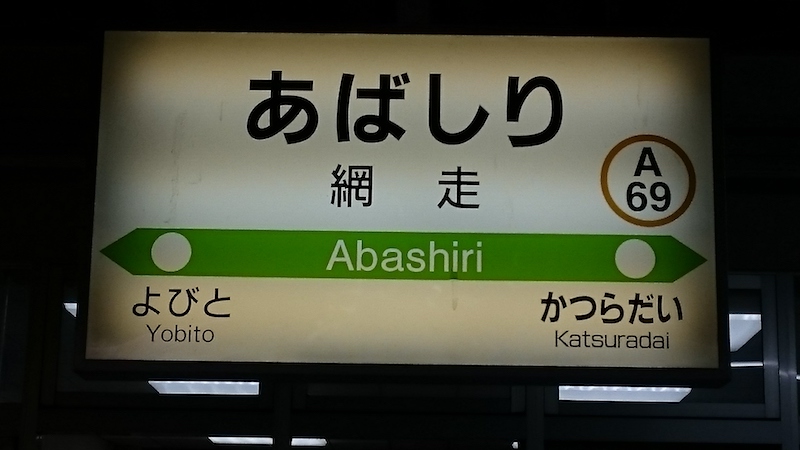 あばしり
網走
A
69
Abashiri
よびと
Yobito
かつらだい
Katsuradai